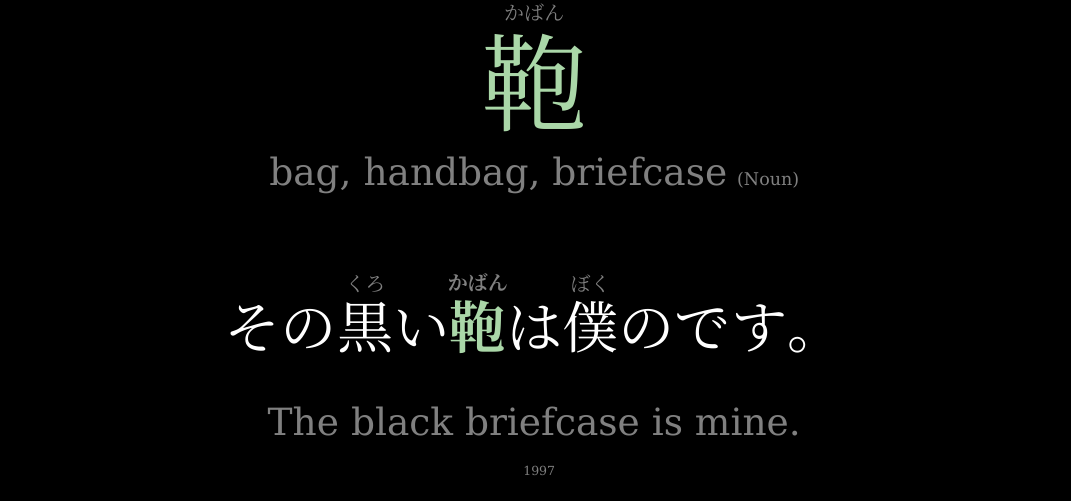 かばん
鞄
bag, handbag, briefcase (Noun)
くろ かばん ぼく
その黒い鞄は僕のです。
The black briefcase is mine.
1997